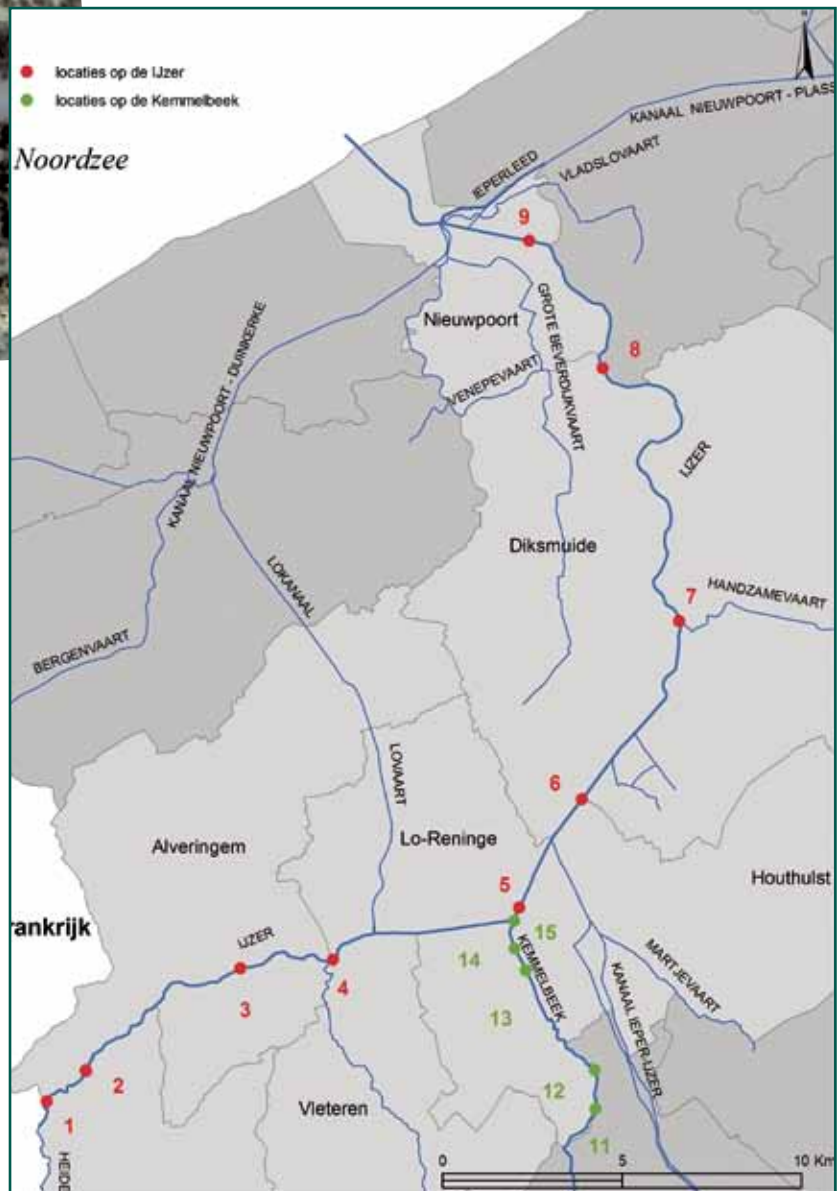 locaties op de IJzer
locaties op de Kemmelbeek
N
KANAAL NIEUWPOORT - PLASS
Noordzee
IEPERLEED
VLADSLOVAART
9
GROTE BEVERDIJKVAART
Nieuwpoort
8
KANAAL NIEUWPOORT - DUINKERKE
VENEPEVAART
IJZER
Diksmuide
LOKANAAL
7
HANDZAMEVAART
BERGENVAART
LOVAART
6
Alveringem
Lo-Reninge
Houthulst
5
rankrijk
IJZER
15
14
KEMMELBEEK
MARTJEVAART
4
3
13
KANAAL IEPER-IJZER
2
12
1
Vleteren
11
HEIDE
0 5 10 Km